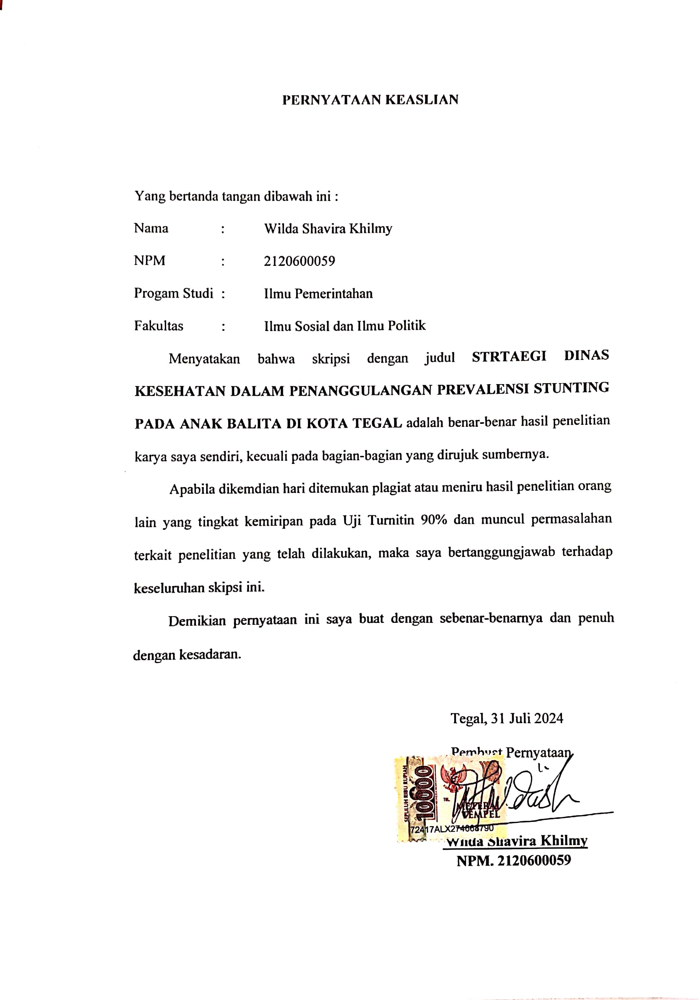 PERNYATAAN KEASLIAN
Yang bertanda tangan dibawah ini :
Nama : Wilda Shavira Khilmy
NPM : 2120600059
Progam Studi : Ilmu Pemerintahan
Fakultas : Ilmu Sosial dan Ilmu Politik
Menyatakan bahwa skripsi dengan judul STRTAEGI DINAS
KESEHATAN DALAM PENANGGULANGAN PREVALENSI STUNTING
PADA ANAK BALITA DI KOTA TEGAL adalah benar-benar hasil penelitian
karya saya sendiri, kecuali pada bagian-bagian yang dirujuk sumbernya.
Apabila dikemdian hari ditemukan plagiat atau meniru hasil penelitian orang
lain yang tingkat kemiripan pada Uji Turnitin 90% dan muncul permasalahan
terkait penelitian yang telah dilakukan, maka saya bertanggungjawab terhadap
keseluruhan skipsi ini.
Demikian pernyataan ini saya buat dengan sebenar-benarnya dan penuh
dengan kesadaran.
Tegal, 31 Juli 2024
Pembuat Pernyataan
SEPULUH RIBU RUPIAH
10000
TGL.
METERAI
TEMPEL
Wilda Shavira Khilmy
NPM. 2120600059